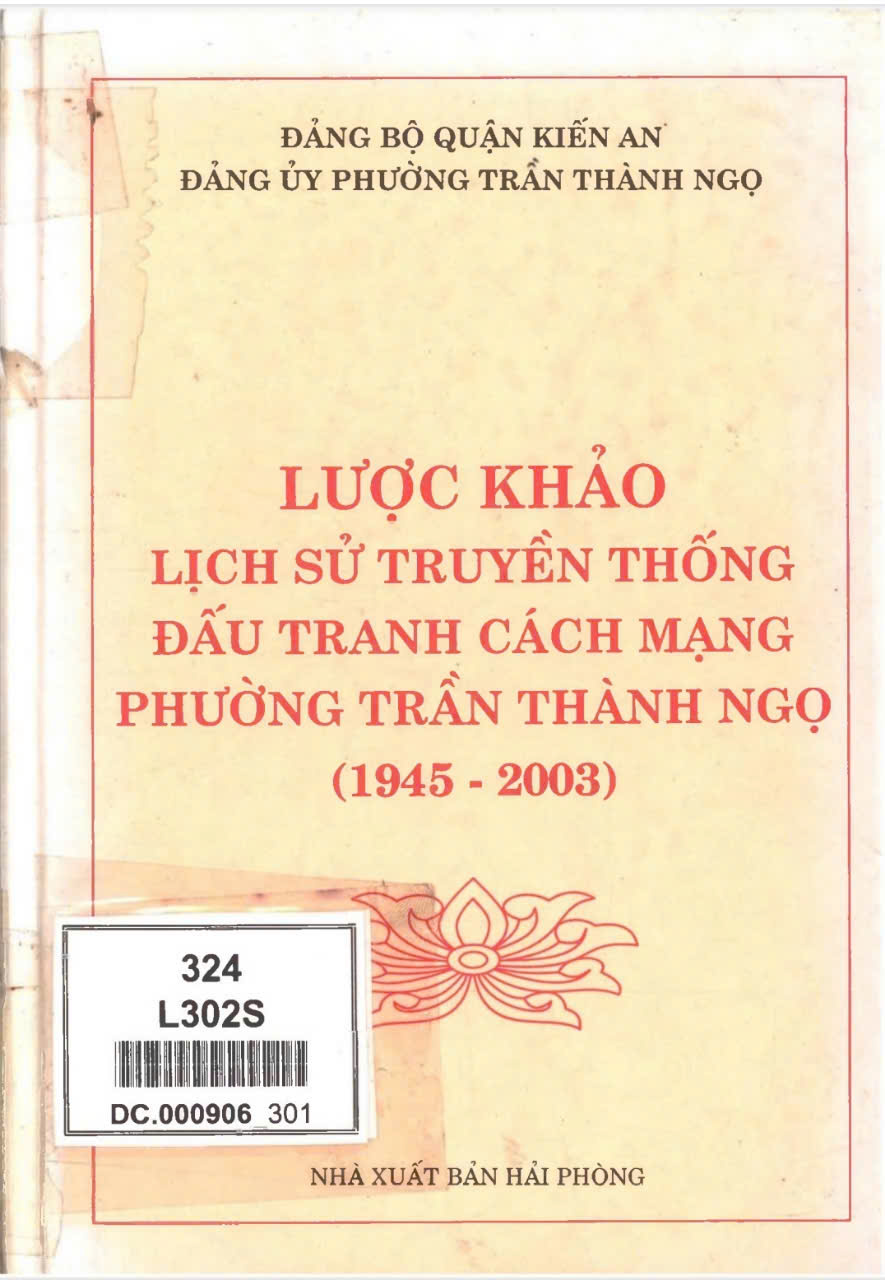 ĐẢNG BỘ QUẬN KIẾN AN
ĐẢNG ỦY PHƯỜNG TRẦN THÀNH NGỌ
LƯỢC KHẢO
LỊCH SỬ TRUYỀN THỐNG
ĐẤU TRANH CÁCH MẠNG
PHƯỜNG TRẦN THÀNH NGỌ
(1945 - 2003)
324
L302S
DC.000906_301
NHÀ XUẤT BẢN HẢI PHÒNG